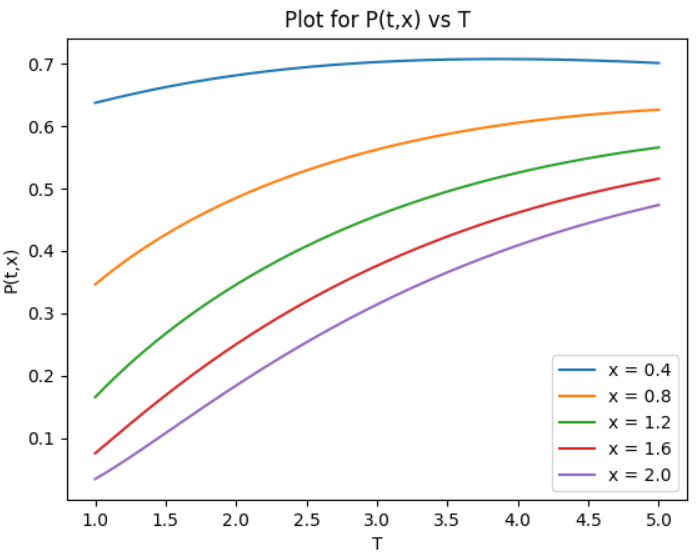 Plot for P(t,x) vs T
P(t,x)
0.7
0.6
0.5
0.4
0.3
0.2
0.1
x = 0.4
x = 0.8
x = 1.2
x = 1.6
x = 2.0
1.0 1.5 2.0 2.5 3.0 3.5 4.0 4.5 5.0
T